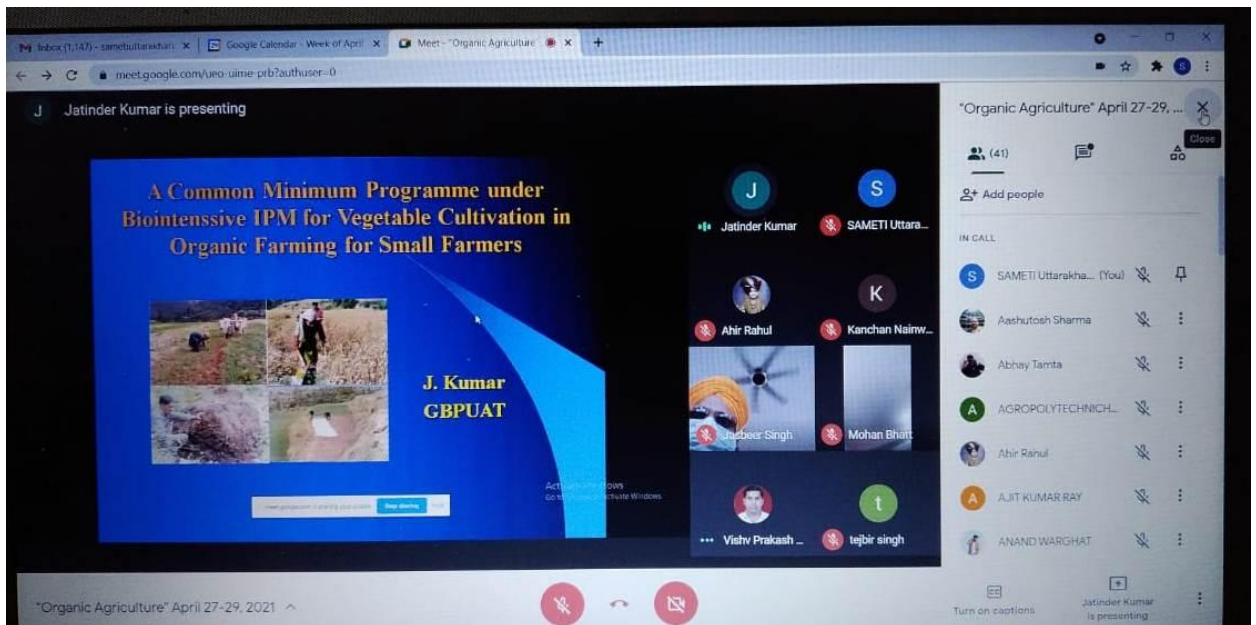 Inbox (1,147) - sametiuttarakhan
Google Calendar - Week of April
Meet - "Organic Agriculture"
meet.google.com/ueo-uime-prb?authuser=0
J Jatinder Kumar is presenting
"Organic Agriculture" April 27-29, ...
Close
(41)
Add people
IN CALL
S SAMETI Uttarakha... (You)
Aashutosh Sharma
Abhay Tamta
A AGROPOLYTECHNICH...
Ahir Rahul
A AJIT KUMAR RAY
ANAND WARGHAT
A Common Minimum Programme under
Biointenssive IPM for Vegetable Cultivation in
Organic Farming for Small Farmers
J. Kumar
GBPUAT
Stop sharing
J
Jatinder Kumar
S
SAMETI Uttara...
Ahir Rahul
K
Kanchan Nainw...
Jasbeer Singh
Mohan Bhatt
Vishv Prakash ...
t
tejbir singh
"Organic Agriculture" April 27-29, 2021
Turn on captions
Jatinder Kumar
is presenting